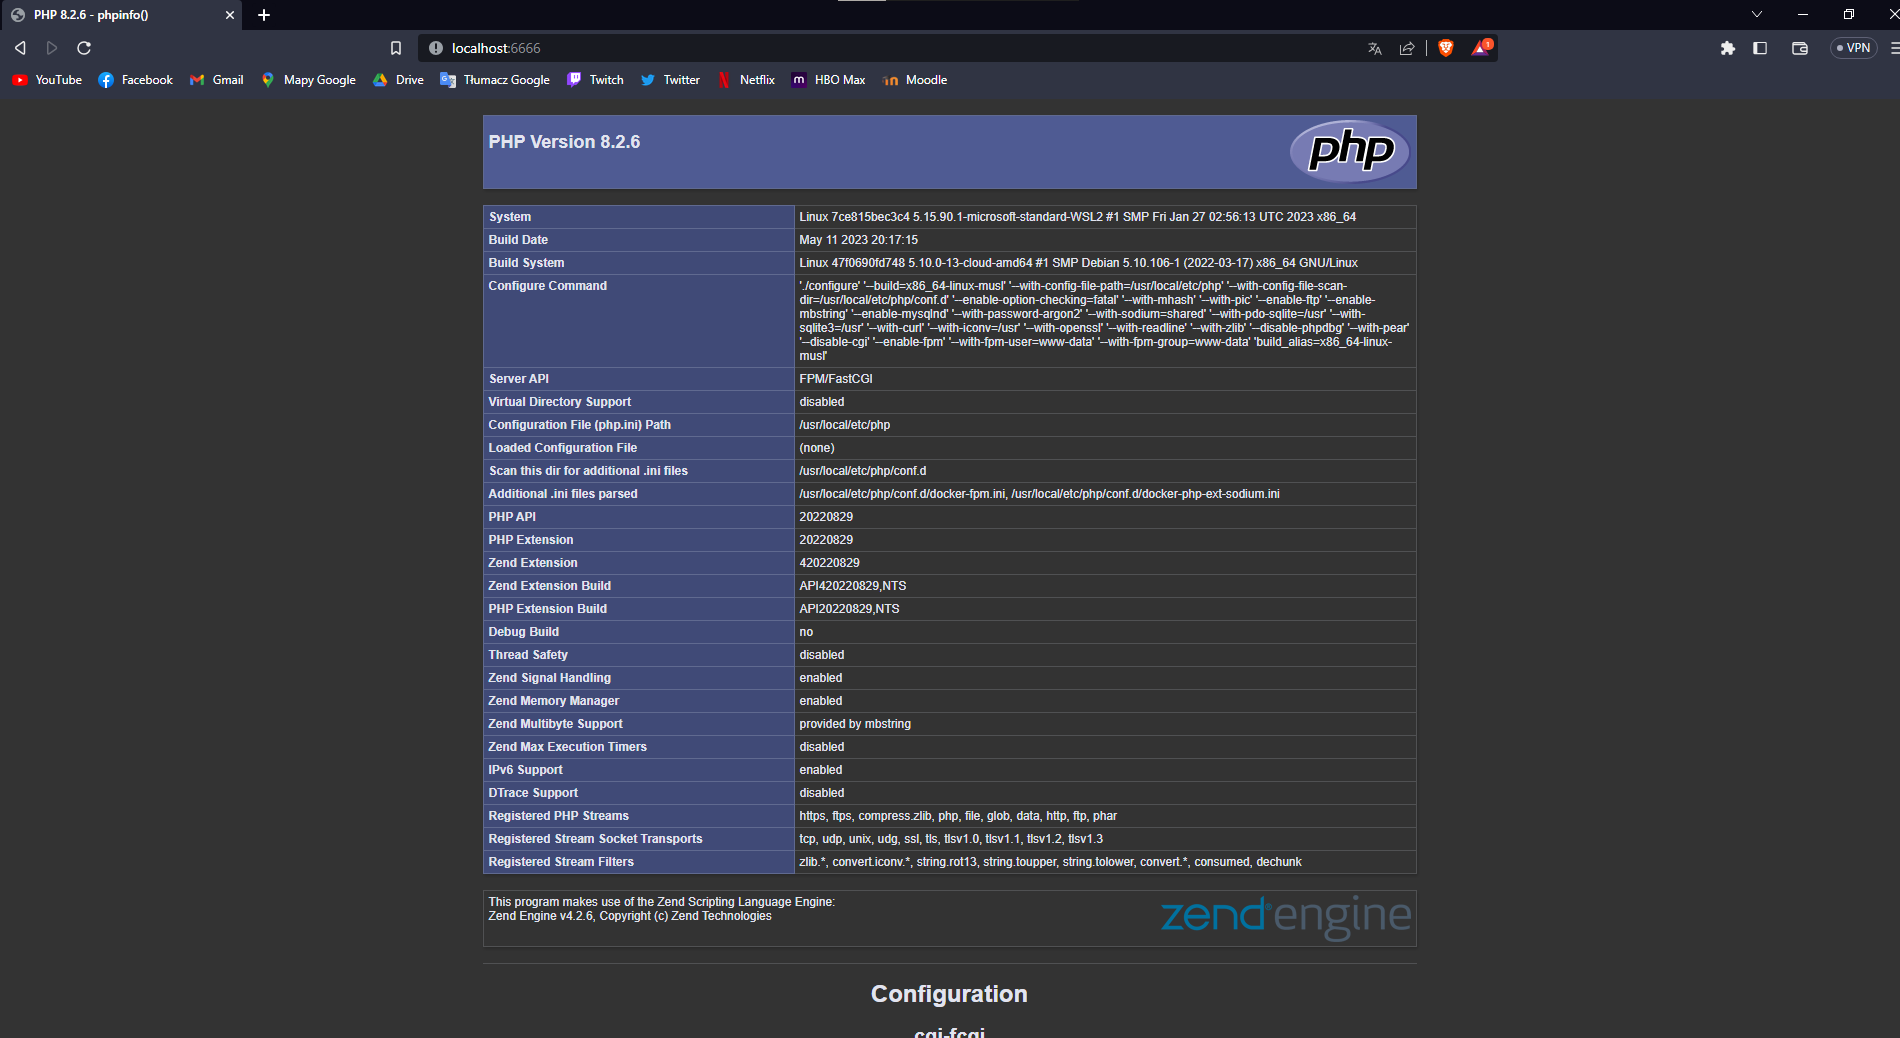 PHP 8.2.6 - phpinfo()
localhost:6666
1
VPN
YouTube Facebook Gmail Mapy Google Drive Tłumacz Google Twitch Twitter Netflix HBO Max Moodle
PHP Version 8.2.6
php
System Linux 7ce815bec3c4 5.15.90.1-microsoft-standard-WSL2 #1 SMP Fri Jan 27 02:56:13 UTC 2023 x86_64
Build Date May 11 2023 20:17:15
Build System Linux 47f0690fd748 5.10.0-13-cloud-amd64 #1 SMP Debian 5.10.106-1 (2022-03-17) x86_64 GNU/Linux
Configure Command './configure' '--build=x86_64-linux-musl' '--with-config-file-path=/usr/local/etc/php' '--with-config-file-scan-
dir=/usr/local/etc/php/conf.d' '--enable-option-checking=fatal' '--with-mhash' '--with-pic' '--enable-ftp' '--enable-
mbstring' '--enable-mysqlnd' '--with-password-argon2' '--with-sodium=shared' '--with-pdo-sqlite=/usr' '--with-
sqlite3=/usr' '--with-curl' '--with-iconv=/usr' '--with-openssl' '--with-readline' '--with-zlib' '--disable-phpdbg' '--with-pear'
'--disable-cgi' '--enable-fpm' '--with-fpm-user=www-data' '--with-fpm-group=www-data' 'build_alias=x86_64-linux-
musl'
Server API FPM/FastCGI
Virtual Directory Support disabled
Configuration File (php.ini) Path /usr/local/etc/php
Loaded Configuration File (none)
Scan this dir for additional .ini files /usr/local/etc/php/conf.d
Additional .ini files parsed /usr/local/etc/php/conf.d/docker-fpm.ini, /usr/local/etc/php/conf.d/docker-php-ext-sodium.ini
PHP API 20220829
PHP Extension 20220829
Zend Extension 420220829
Zend Extension Build API420220829,NTS
PHP Extension Build API20220829,NTS
Debug Build no
Thread Safety disabled
Zend Signal Handling enabled
Zend Memory Manager enabled
Zend Multibyte Support provided by mbstring
Zend Max Execution Timers disabled
IPv6 Support enabled
DTrace Support disabled
Registered PHP Streams https, ftps, compress.zlib, php, file, glob, data, http, ftp, phar
Registered Stream Socket Transports tcp, udp, unix, udg, ssl, tls, tlsv1.0, tlsv1.1, tlsv1.2, tlsv1.3
Registered Stream Filters zlib.*, convert.iconv.*, string.rot13, string.toupper, string.tolower, convert.*, consumed, dechunk
This program makes use of the Zend Scripting Language Engine:
Zend Engine v4.2.6, Copyright (c) Zend Technologies
zend engine
Configuration
cgi-fcgi